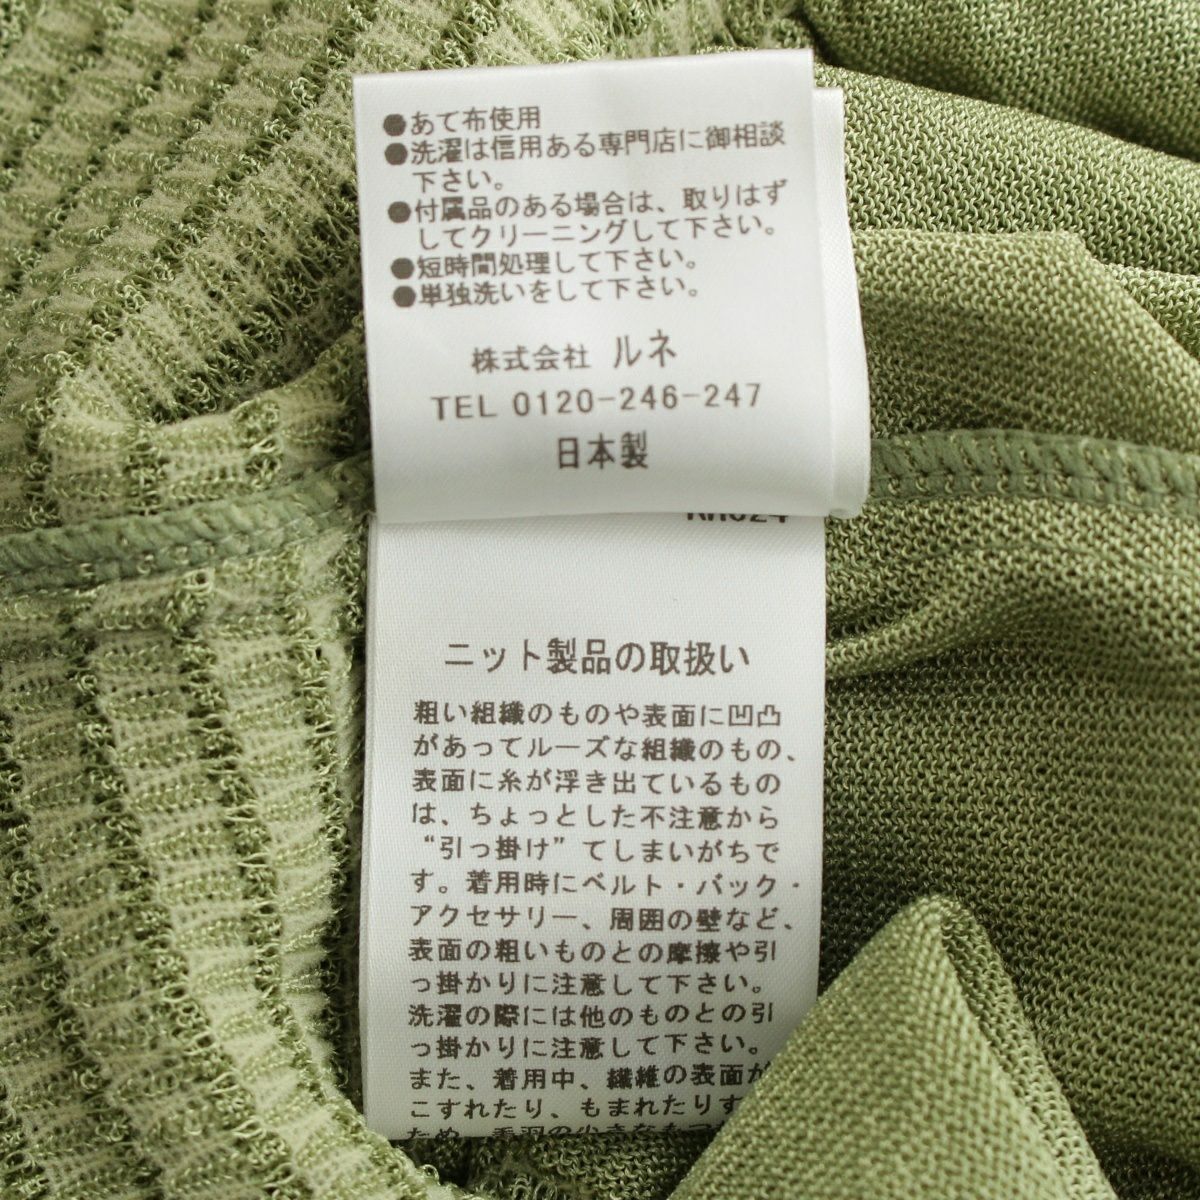 ●あて布使用
●洗濯は信用ある専門店に御相談
下さい。
●付属品のある場合は、取りはず
してクリーニングして下さい。
●短時間処理して下さい。
●単独洗いをして下さい。
株式会社 ルネ
TEL 0120-246-247
日本製
ニット製品の取扱い
粗い組織のものや表面に凹凸
があってルーズな組織のもの、
表面に糸が浮き出ているもの
は、ちょっとした不注意から
“引っ掛け”てしまいがちで
す。着用時にベルト・バック・
アクセサリー、周囲の壁など、
表面の粗いものとの摩擦や引
っ掛かりに注意して下さい。
洗濯の際には他のものとの引
っ掛かりに注意して下さい。
また、着用中、繊維の表面が
こすれたり、もまれたりす